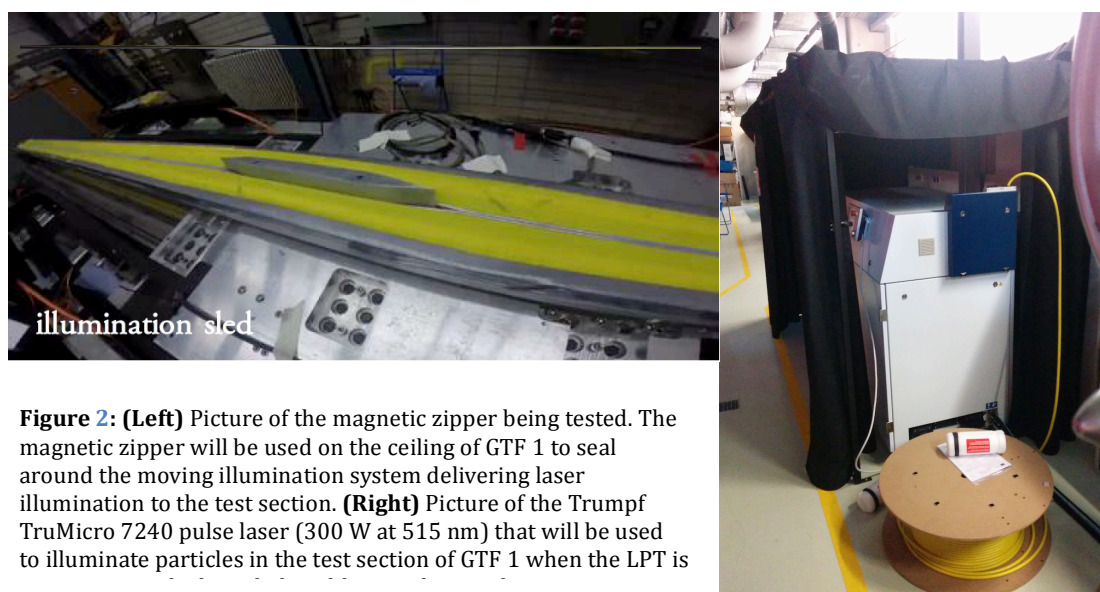 illumination sled
Figure 2: (Left) Picture of the magnetic zipper being tested. The
magnetic zipper will be used on the ceiling of GTF 1 to seal
around the moving illumination system delivering laser
illumination to the test section. (Right) Picture of the Trumpf
TruMicro 7240 pulse laser (300 W at 515 nm) that will be used
to illuminate particles in the test section of GTF 1 when the LPT is